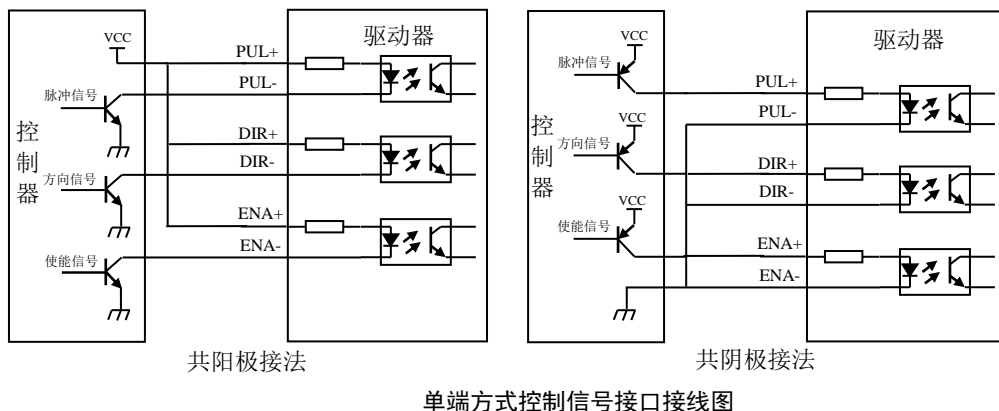 VCC
脉冲信号
方向信号
使能信号
控制器
PUL+
PUL-
DIR+
DIR-
ENA+
ENA-
驱动器
共阳极接法
VCC
脉冲信号
VCC
方向信号
VCC
使能信号
控制器
PUL+
PUL-
DIR+
DIR-
ENA+
ENA-
驱动器
共阴极接法
单端方式控制信号接口接线图